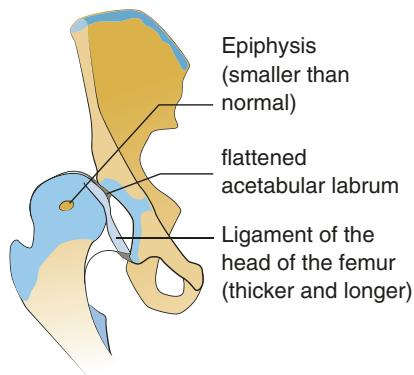 Epiphysis
(smaller than
normal)
flattened
acetabular labrum
Ligament of the
head of the femur
(thicker and longer)